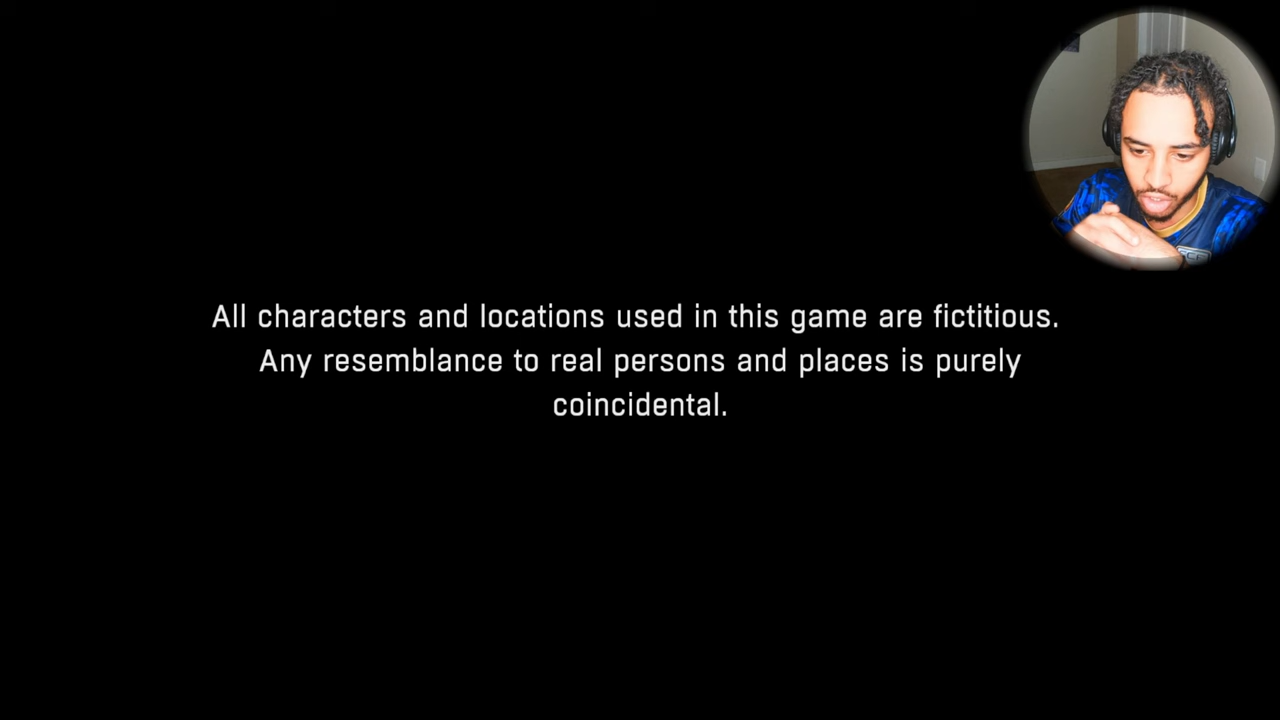 All characters and locations used in this game are fictitious.
Any resemblance to real persons and places is purely
coincidental.